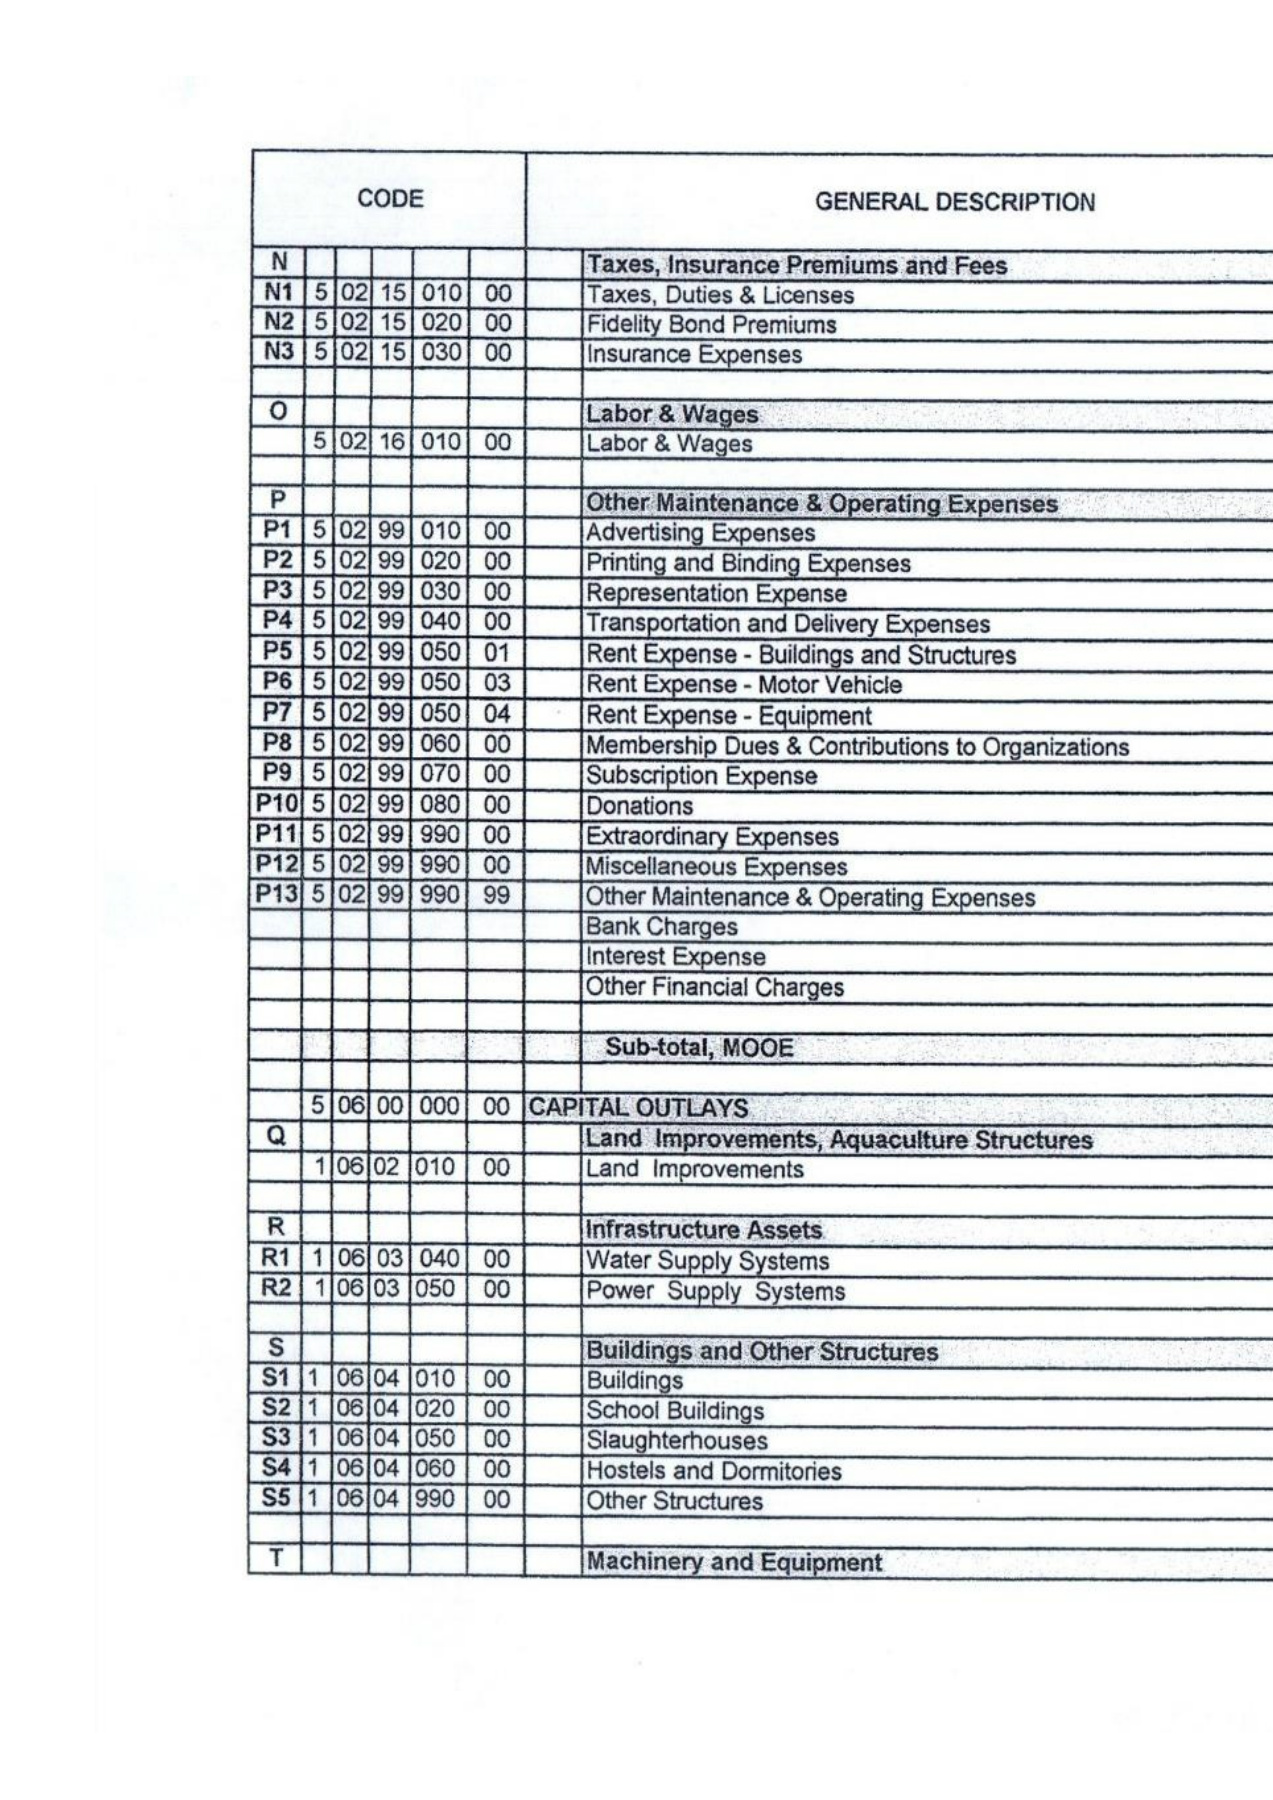 CODE GENERAL DESCRIPTION
N Taxes, Insurance Premiums and Fees
N1 5 02 15 010 00 Taxes, Duties & Licenses
N2 5 02 15 020 00 Fidelity Bond Premiums
N3 5 02 15 030 00 Insurance Expenses
O Labor & Wages
5 02 16 010 00 Labor & Wages
P Other Maintenance & Operating Expenses
P1 5 02 99 010 00 Advertising Expenses
P2 5 02 99 020 00 Printing and Binding Expenses
P3 5 02 99 030 00 Representation Expense
P4 5 02 99 040 00 Transportation and Delivery Expenses
P5 5 02 99 050 01 Rent Expense - Buildings and Structures
P6 5 02 99 050 03 Rent Expense - Motor Vehicle
P7 5 02 99 050 04 Rent Expense - Equipment
P8 5 02 99 060 00 Membership Dues & Contributions to Organizations
P9 5 02 99 070 00 Subscription Expense
P10 5 02 99 080 00 Donations
P11 5 02 99 990 00 Extraordinary Expenses
P12 5 02 99 990 00 Miscellaneous Expenses
P13 5 02 99 990 99 Other Maintenance & Operating Expenses
Bank Charges
Interest Expense
Other Financial Charges
Sub-total, MOOE
5 06 00 000 00 CAPITAL OUTLAYS
Q Land Improvements, Aquaculture Structures
1 06 02 010 00 Land Improvements
R Infrastructure Assets
R1 1 06 03 040 00 Water Supply Systems
R2 1 06 03 050 00 Power Supply Systems
S Buildings and Other Structures
S1 1 06 04 010 00 Buildings
S2 1 06 04 020 00 School Buildings
S3 1 06 04 050 00 Slaughterhouses
S4 1 06 04 060 00 Hostels and Dormitories
S5 1 06 04 990 00 Other Structures
T Machinery and Equipment